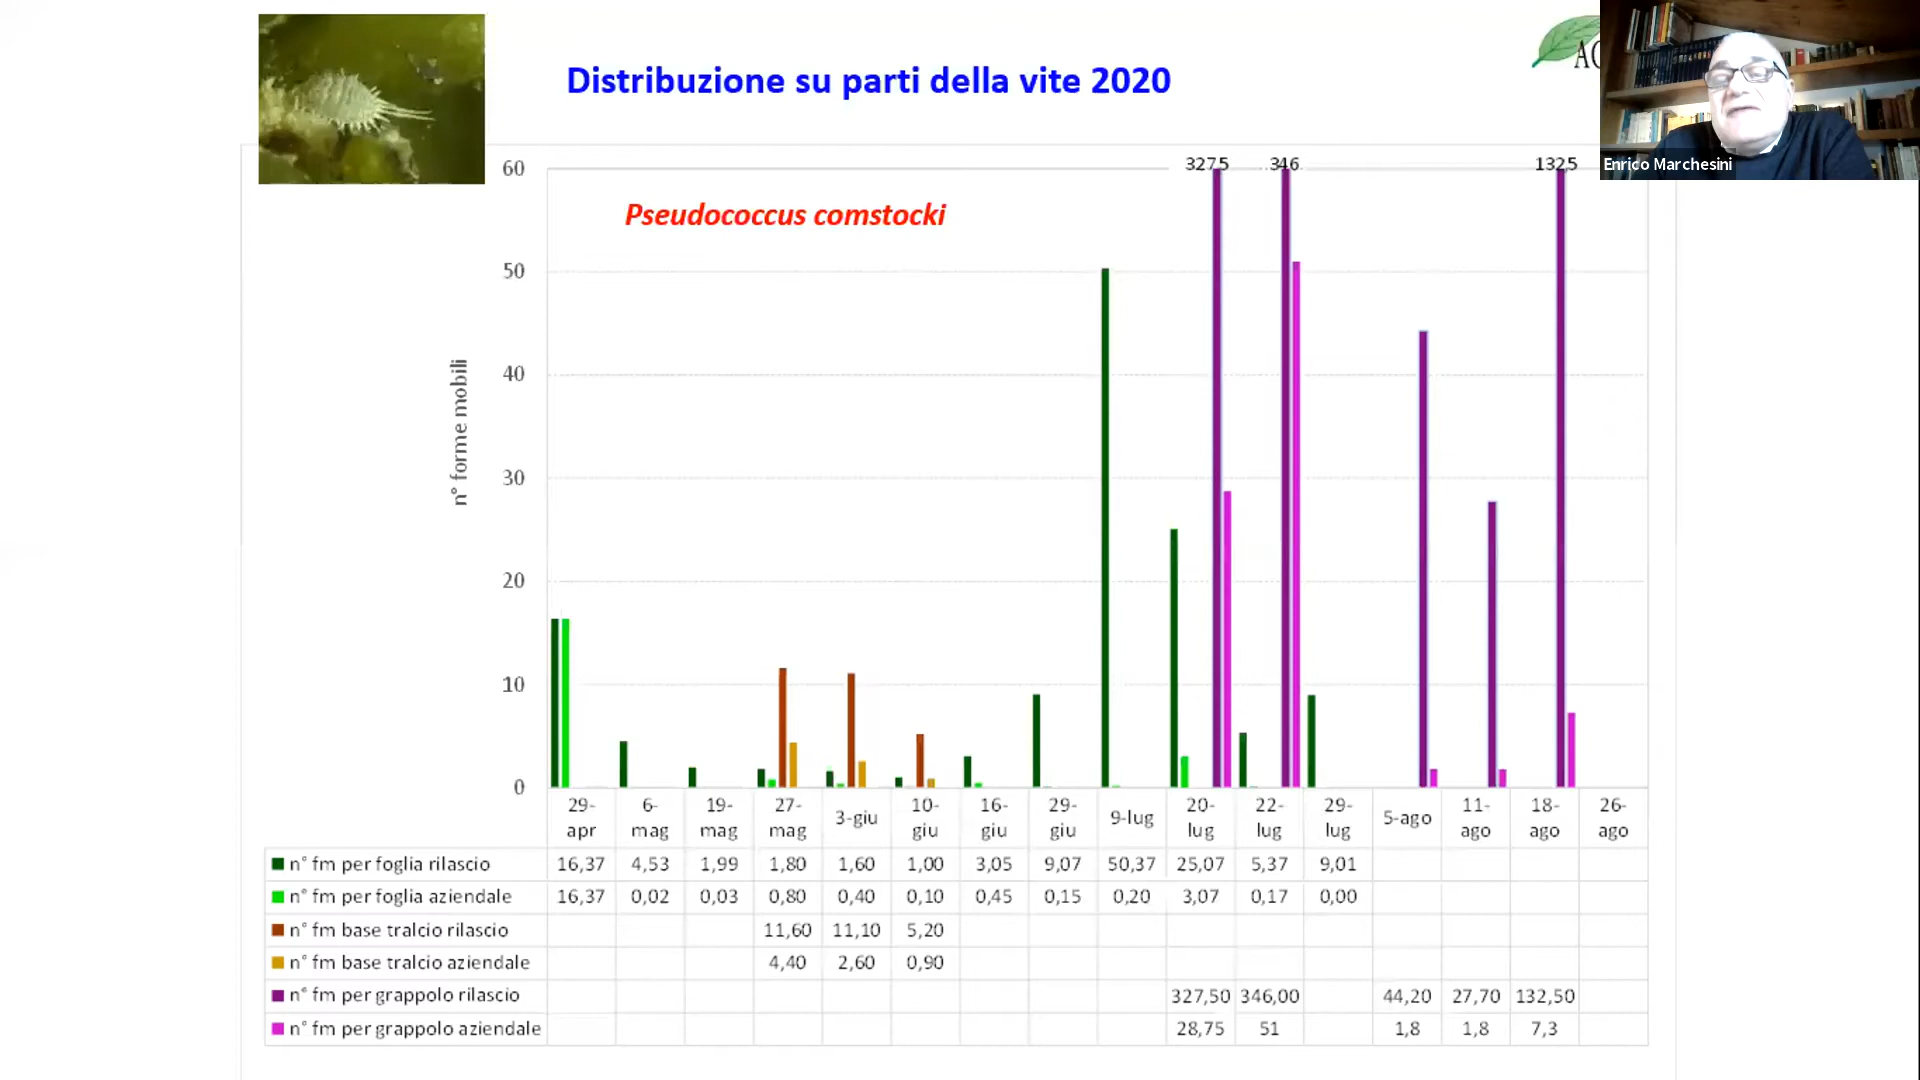 Distribuzione su parti della vite 2020
Enrico Marchesini
Pseudococcus comstocki
n° forme mobili
60
50
40
30
20
10
0
327,5 346 132,5
29-apr 6-mag 19-mag 27-mag 3-giu 10-giu 16-giu 29-giu 9-lug 20-lug 22-lug 29-lug 5-ago 11-ago 18-ago 26-ago
n° fm per foglia rilascio 16,37 4,53 1,99 1,80 1,60 1,00 3,05 9,07 50,37 25,07 5,37 9,01
n° fm per foglia aziendale 16,37 0,02 0,03 0,80 0,40 0,10 0,45 0,15 0,20 3,07 0,17 0,00
n° fm base tralcio rilascio 11,60 11,10 5,20
n° fm base tralcio aziendale 4,40 2,60 0,90
n° fm per grappolo rilascio 327,50 346,00 44,20 27,70 132,50
n° fm per grappolo aziendale 28,75 51 1,8 1,8 7,3